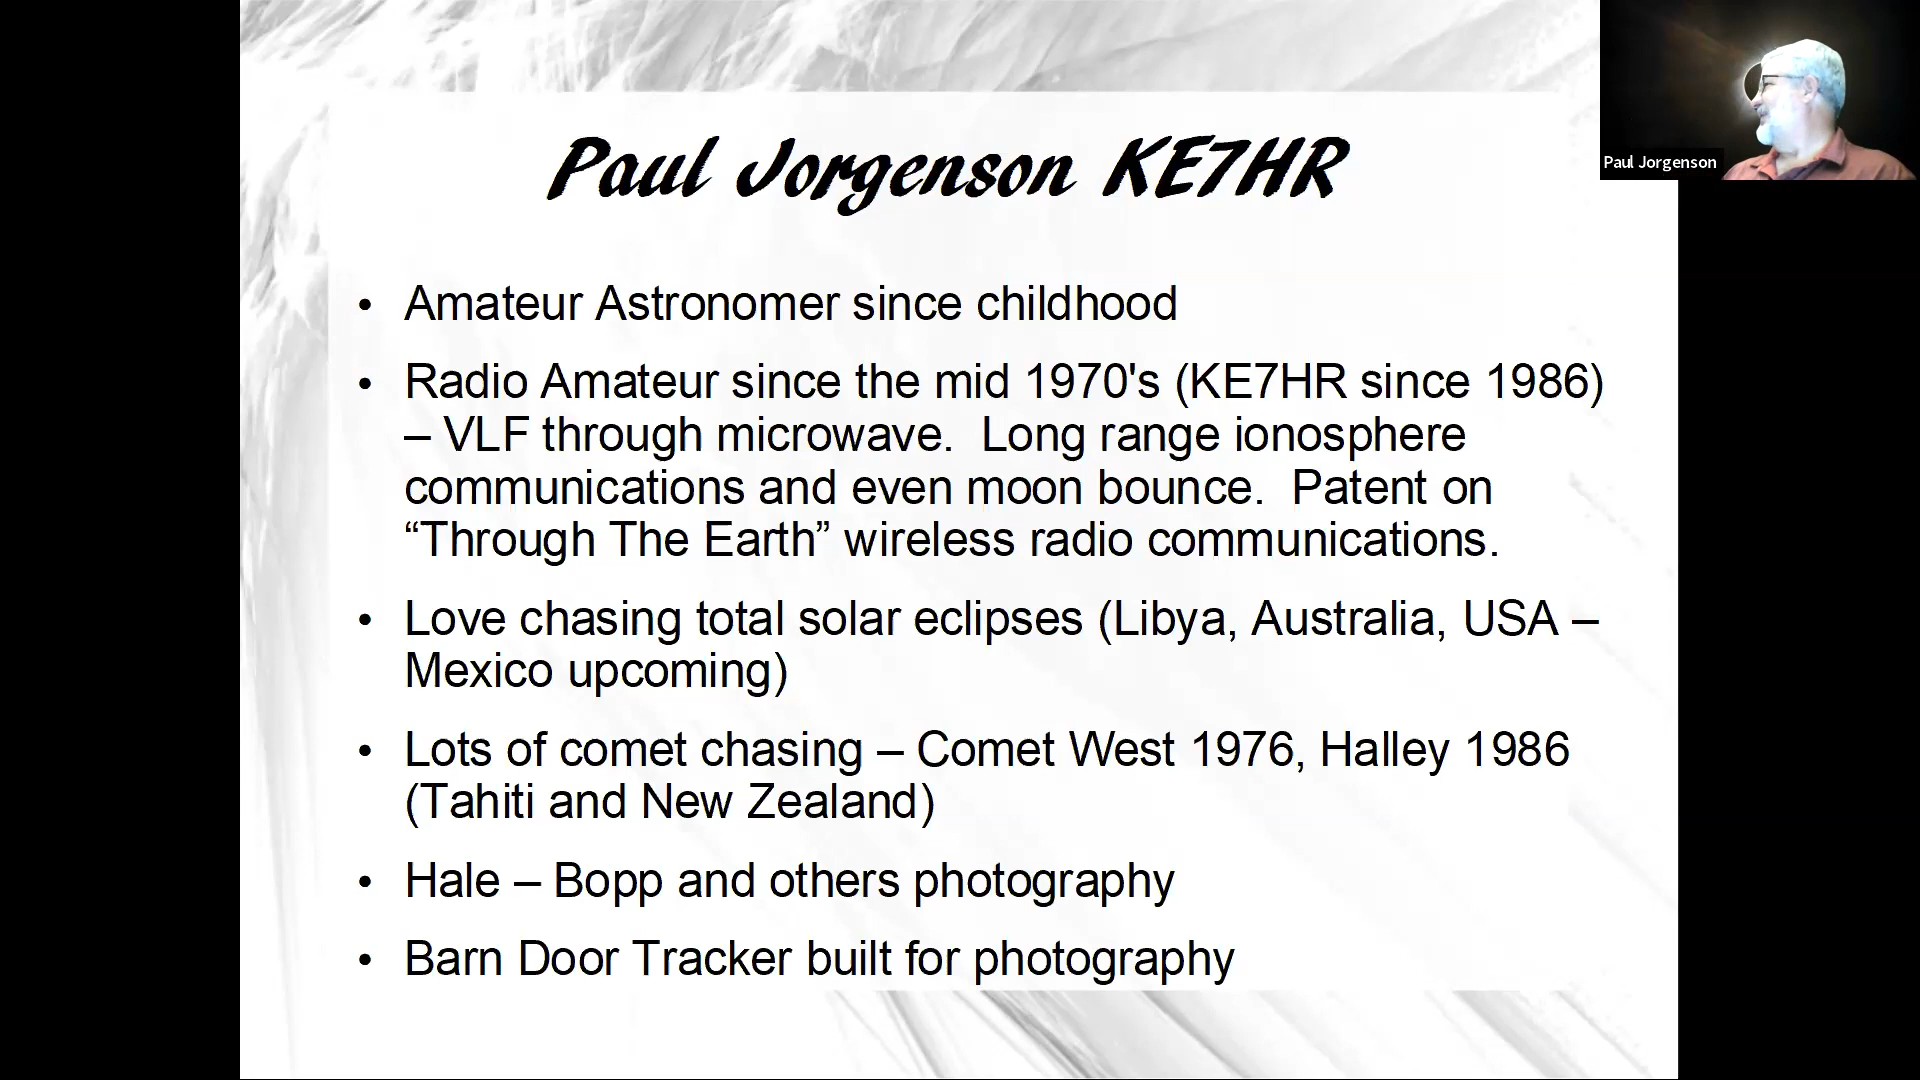 Paul Jorgenson KE7HR
Paul Jorgenson
• Amateur Astronomer since childhood
• Radio Amateur since the mid 1970's (KE7HR since 1986)
– VLF through microwave.  Long range ionosphere
communications and even moon bounce.  Patent on
“Through The Earth” wireless radio communications.
• Love chasing total solar eclipses (Libya, Australia, USA –
Mexico upcoming)
• Lots of comet chasing – Comet West 1976, Halley 1986
(Tahiti and New Zealand)
• Hale – Bopp and others photography
• Barn Door Tracker built for photography